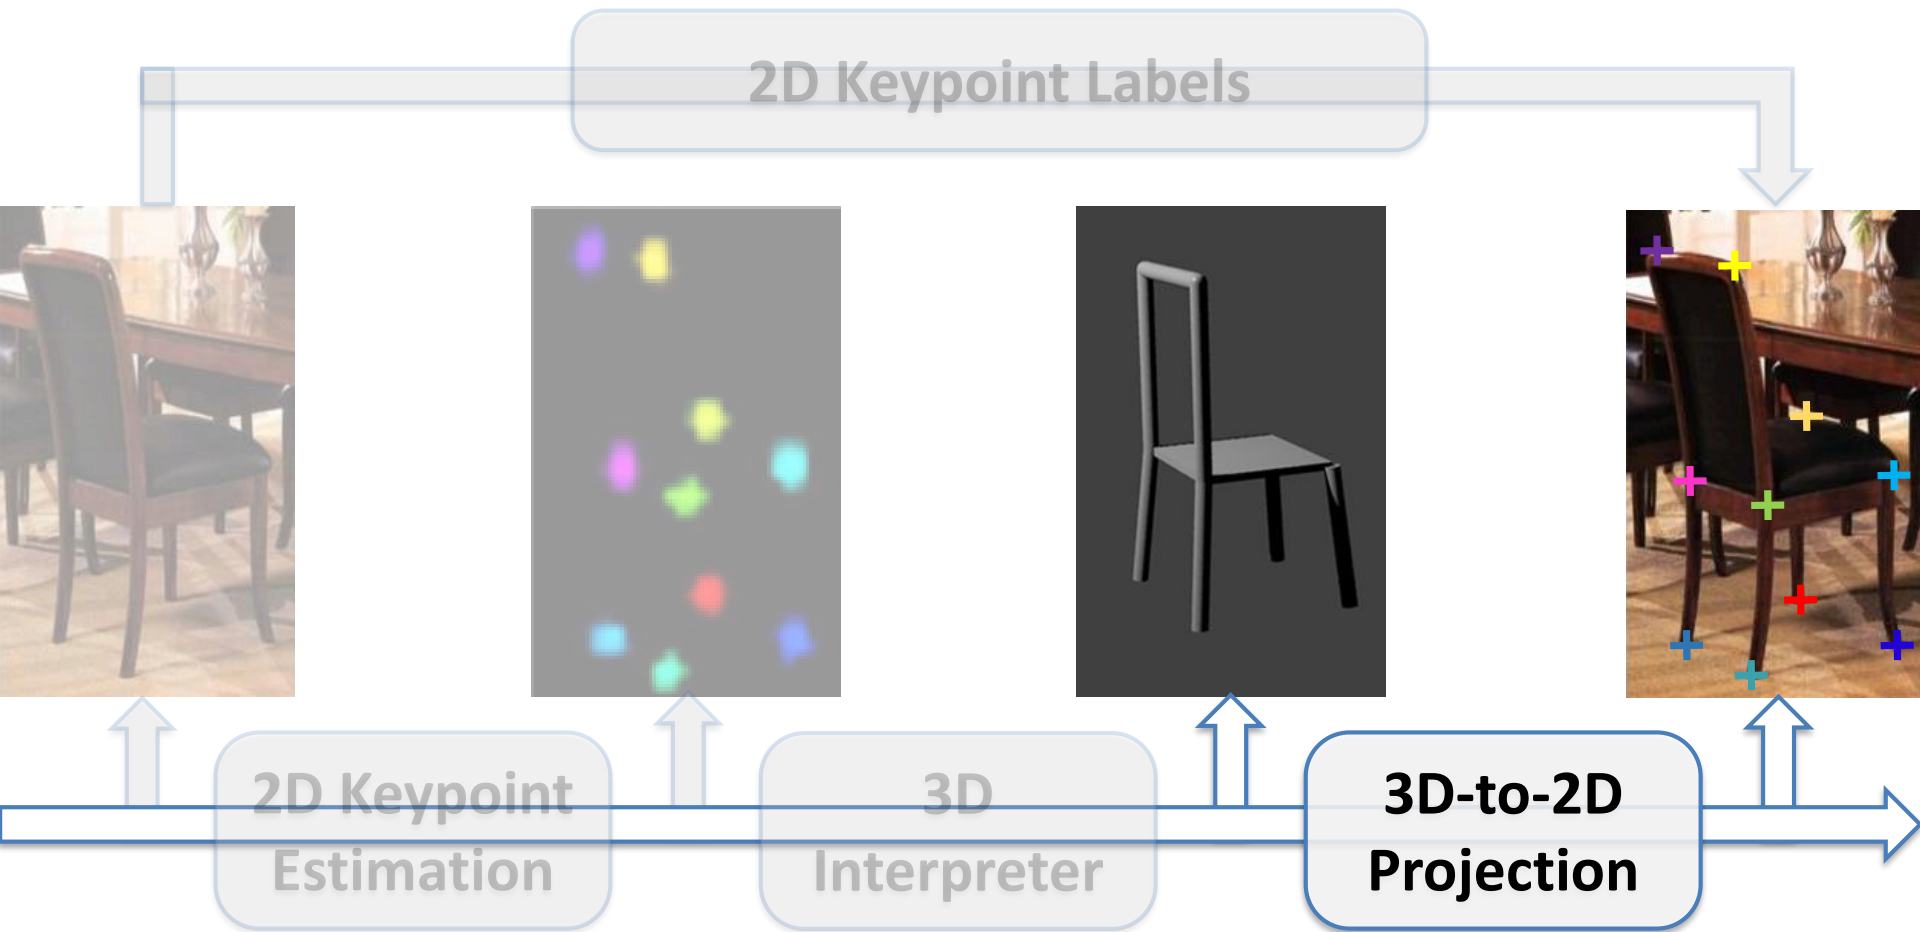 2D Keypoint Labels
2D Keypoint
Estimation
3D
Interpreter
3D-to-2D
Projection